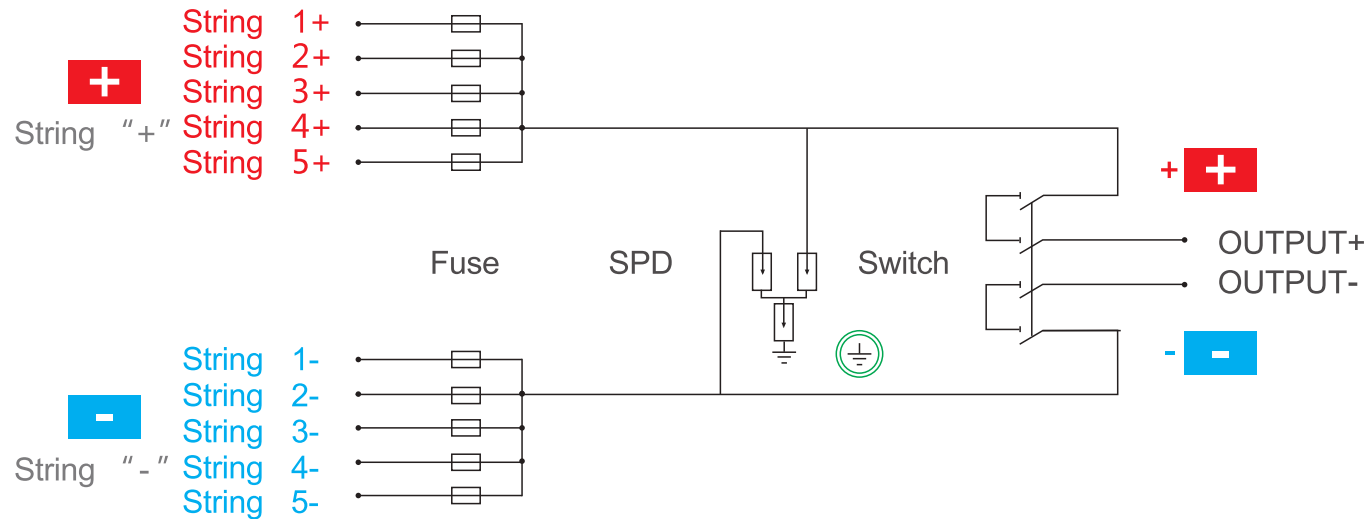 String 1+
String 2+
+
String 3+
String "+"
String 4+
String 5+
+ +
OUTPUT+
Fuse SPD Switch
OUTPUT-
- -
String 1-
String 2-
-
String 3-
String "-"
String 4-
String 5-